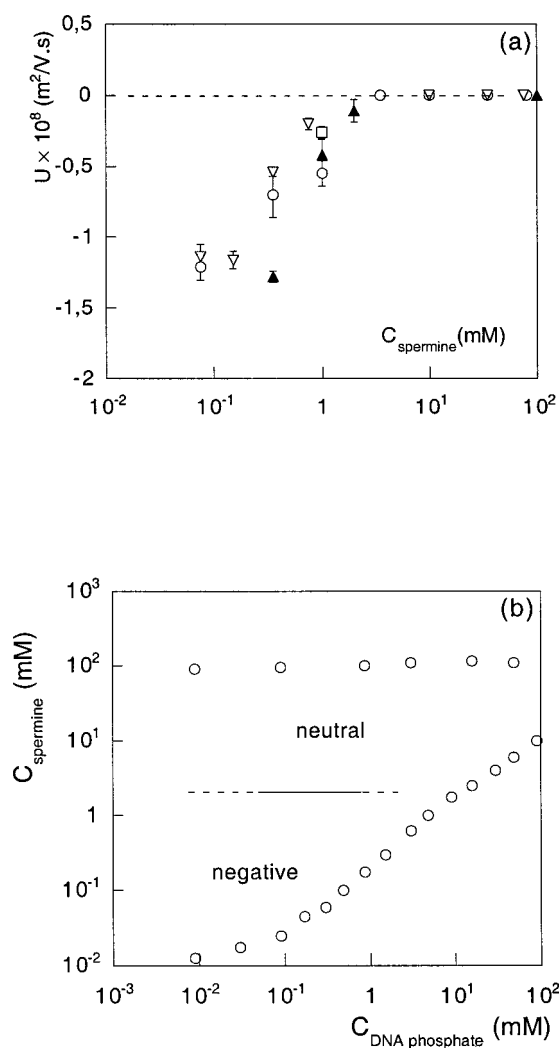 (a)
U × 10⁸ (m²/V.s)
0,5
0
-0,5
-1
-1,5
-2
C_spermine (mM)
10⁻² 10⁻¹ 1 10¹ 10²
(b)
C_spermine (mM)
10³
10²
10¹
1
10⁻¹
10⁻²
neutral
negative
10⁻³ 10⁻² 10⁻¹ 1 10¹ 10²
C_DNA phosphate (mM)